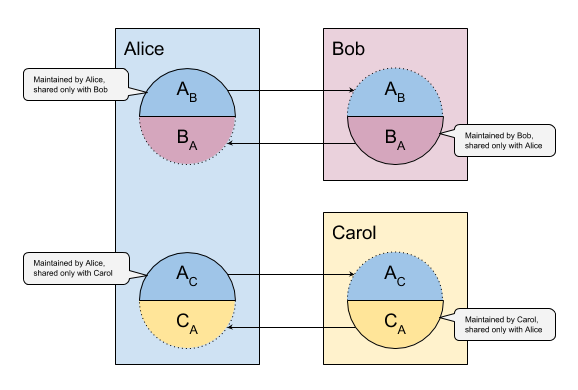 Alice
Bob
Maintained by Alice,
shared only with Bob
A_B
A_B
B_A
B_A
Maintained by Bob,
shared only with Alice
Carol
Maintained by Alice,
shared only with Carol
A_C
A_C
C_A
C_A
Maintained by Carol,
shared only with Alice